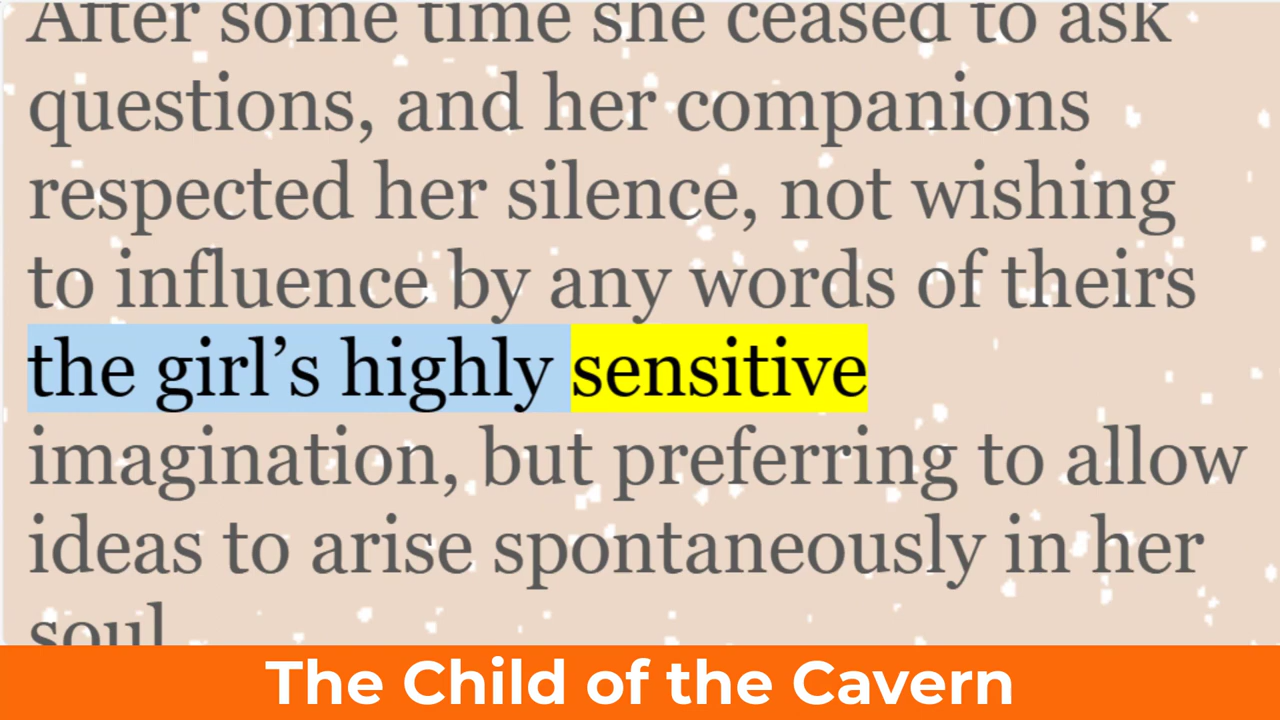 After some time she ceased to ask
questions, and her companions
respected her silence, not wishing
to influence by any words of theirs
the girl’s highly sensitive
imagination, but preferring to allow
ideas to arise spontaneously in her
soul
The Child of the Cavern